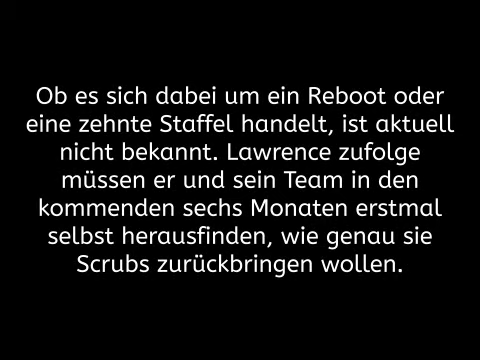 Ob es sich dabei um ein Reboot oder
eine zehnte Staffel handelt, ist aktuell
nicht bekannt. Lawrence zufolge
müssen er und sein Team in den
kommenden sechs Monaten erstmal
selbst herausfinden, wie genau sie
Scrubs zurückbringen wollen.